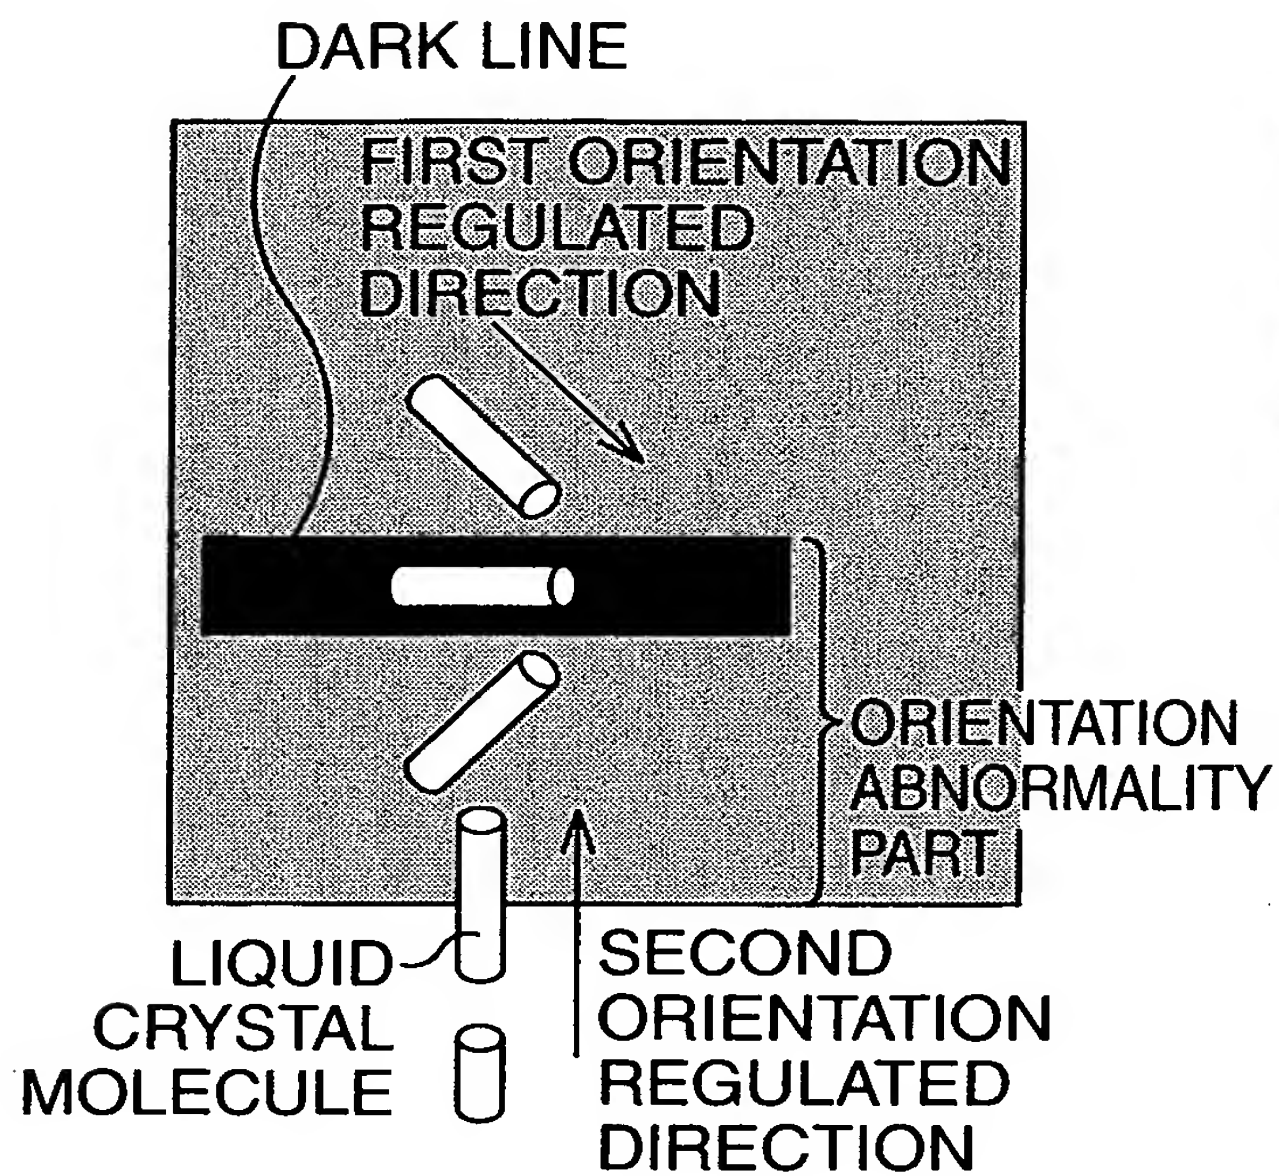 DARK LINE
FIRST ORIENTATION
REGULATED
DIRECTION
ORIENTATION
ABNORMALITY
PART
LIQUID
CRYSTAL
MOLECULE
SECOND
ORIENTATION
REGULATED
DIRECTION